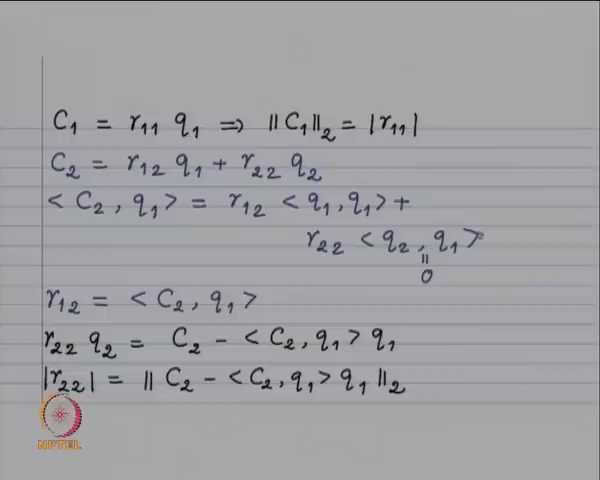 C₁ = r₁₁ q₁ ⇒ ‖C₁‖₂ = |r₁₁|
C₂ = r₁₂ q₁ + r₂₂ q₂
< C₂, q₁ > = r₁₂ < q₁, q₁ > +
r₂₂ < q₂, q₁ >
॥
0
r₁₂ = < C₂, q₁ >
r₂₂ q₂ = C₂ - < C₂, q₁ > q₁
|r₂₂| = ‖ C₂ - < C₂, q₁ > q₁ ‖₂
NPTEL